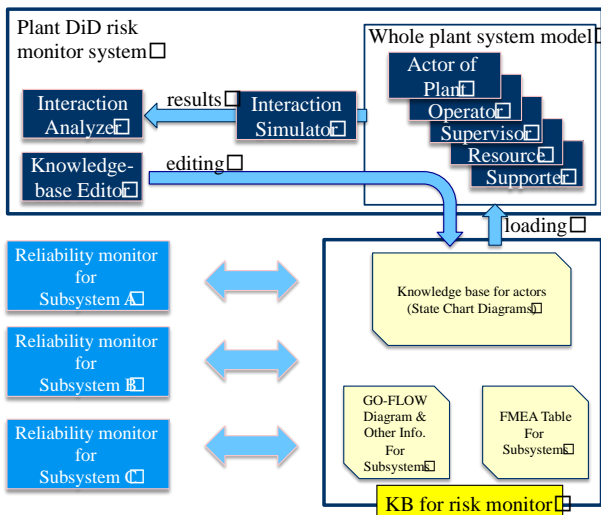 Plant DiD risk
monitor system
Whole plant system model
Actor of
Plant
Operator
Supervisor
Resource
Supporter
Interaction
Analyzer
results
Interaction
Simulator
Knowledge-
base Editor
editing
loading
Reliability monitor
for
Subsystem A
Reliability monitor
for
Subsystem B
Reliability monitor
for
Subsystem C
Knowledge base for actors
(State Chart Diagrams)
GO-FLOW
Diagram &
Other Info.
For
Subsystems
FMEA Table
For
Subsystems
KB for risk monitor